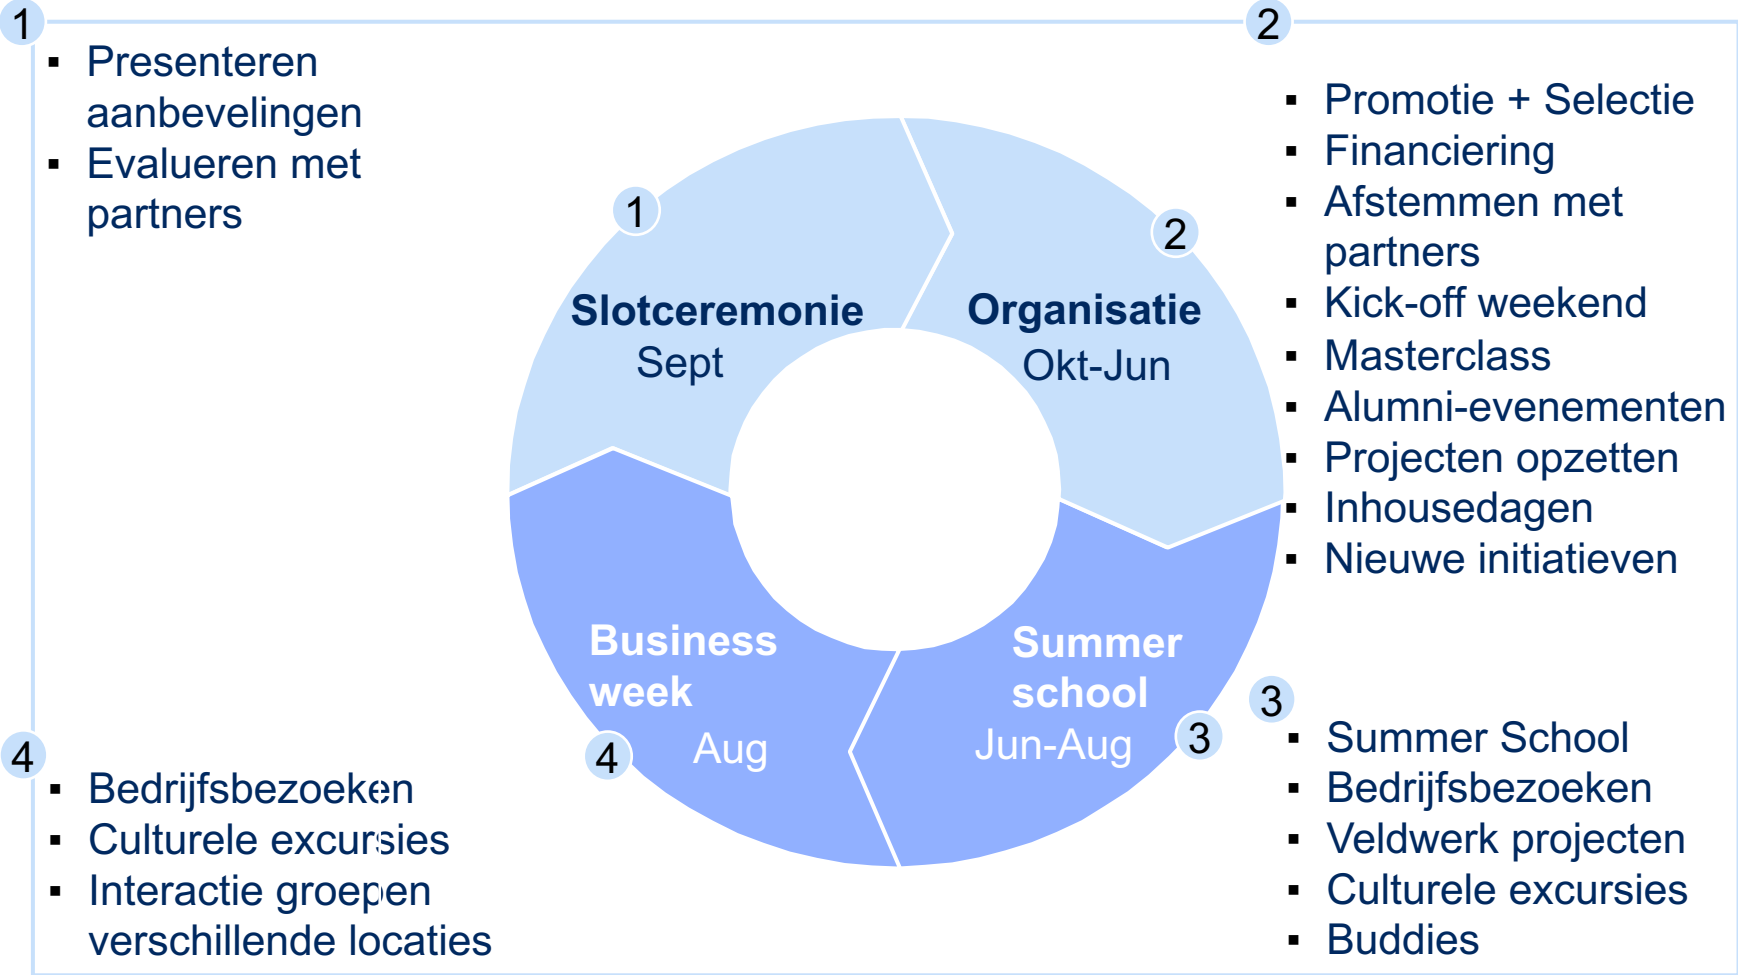 1
▪ Presenteren
aanbevelingen
▪ Evalueren met
partners
2
▪ Promotie + Selectie
▪ Financiering
▪ Afstemmen met
partners
▪ Kick-off weekend
▪ Masterclass
▪ Alumni-evenementen
▪ Projecten opzetten
▪ Inhousedagen
▪ Nieuwe initiatieven
1
Slotceremonie
Sept
2
Organisatie
Okt-Jun
Business
week
Aug
4
Summer
school
Jun-Aug
3
4
▪ Bedrijfsbezoeken
▪ Culturele excursies
▪ Interactie groepen
verschillende locaties
3
▪ Summer School
▪ Bedrijfsbezoeken
▪ Veldwerk projecten
▪ Culturele excursies
▪ Buddies